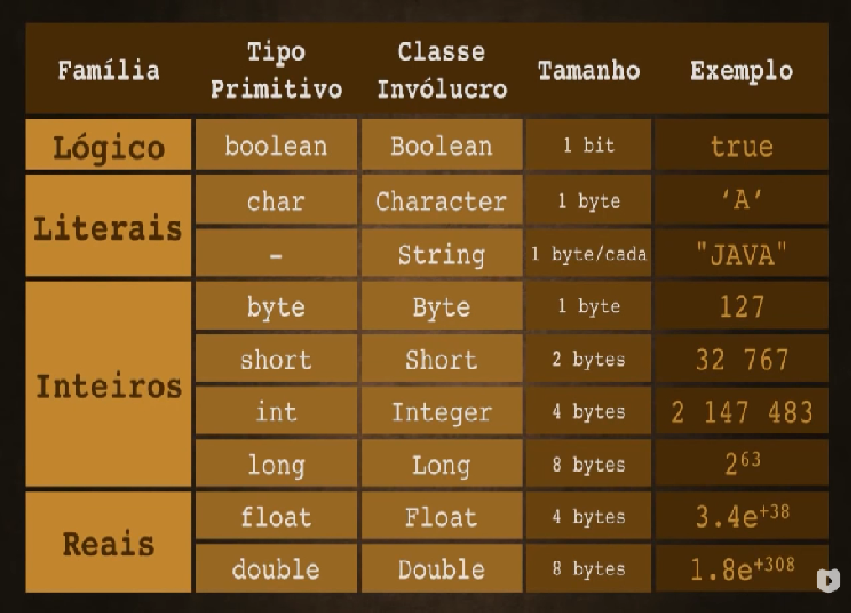 Família Tipo Primitivo Classe Invólucro Tamanho Exemplo
Lógico boolean Boolean 1 bit true
Literais char Character 1 byte ‘A’
– String 1 byte/cada "JAVA"
Inteiros byte Byte 1 byte 127
short Short 2 bytes 32 767
int Integer 4 bytes 2 147 483
long Long 8 bytes 2⁶³
Reais float Float 4 bytes 3.4e⁺³⁸
double Double 8 bytes 1.8e⁺³⁰⁸